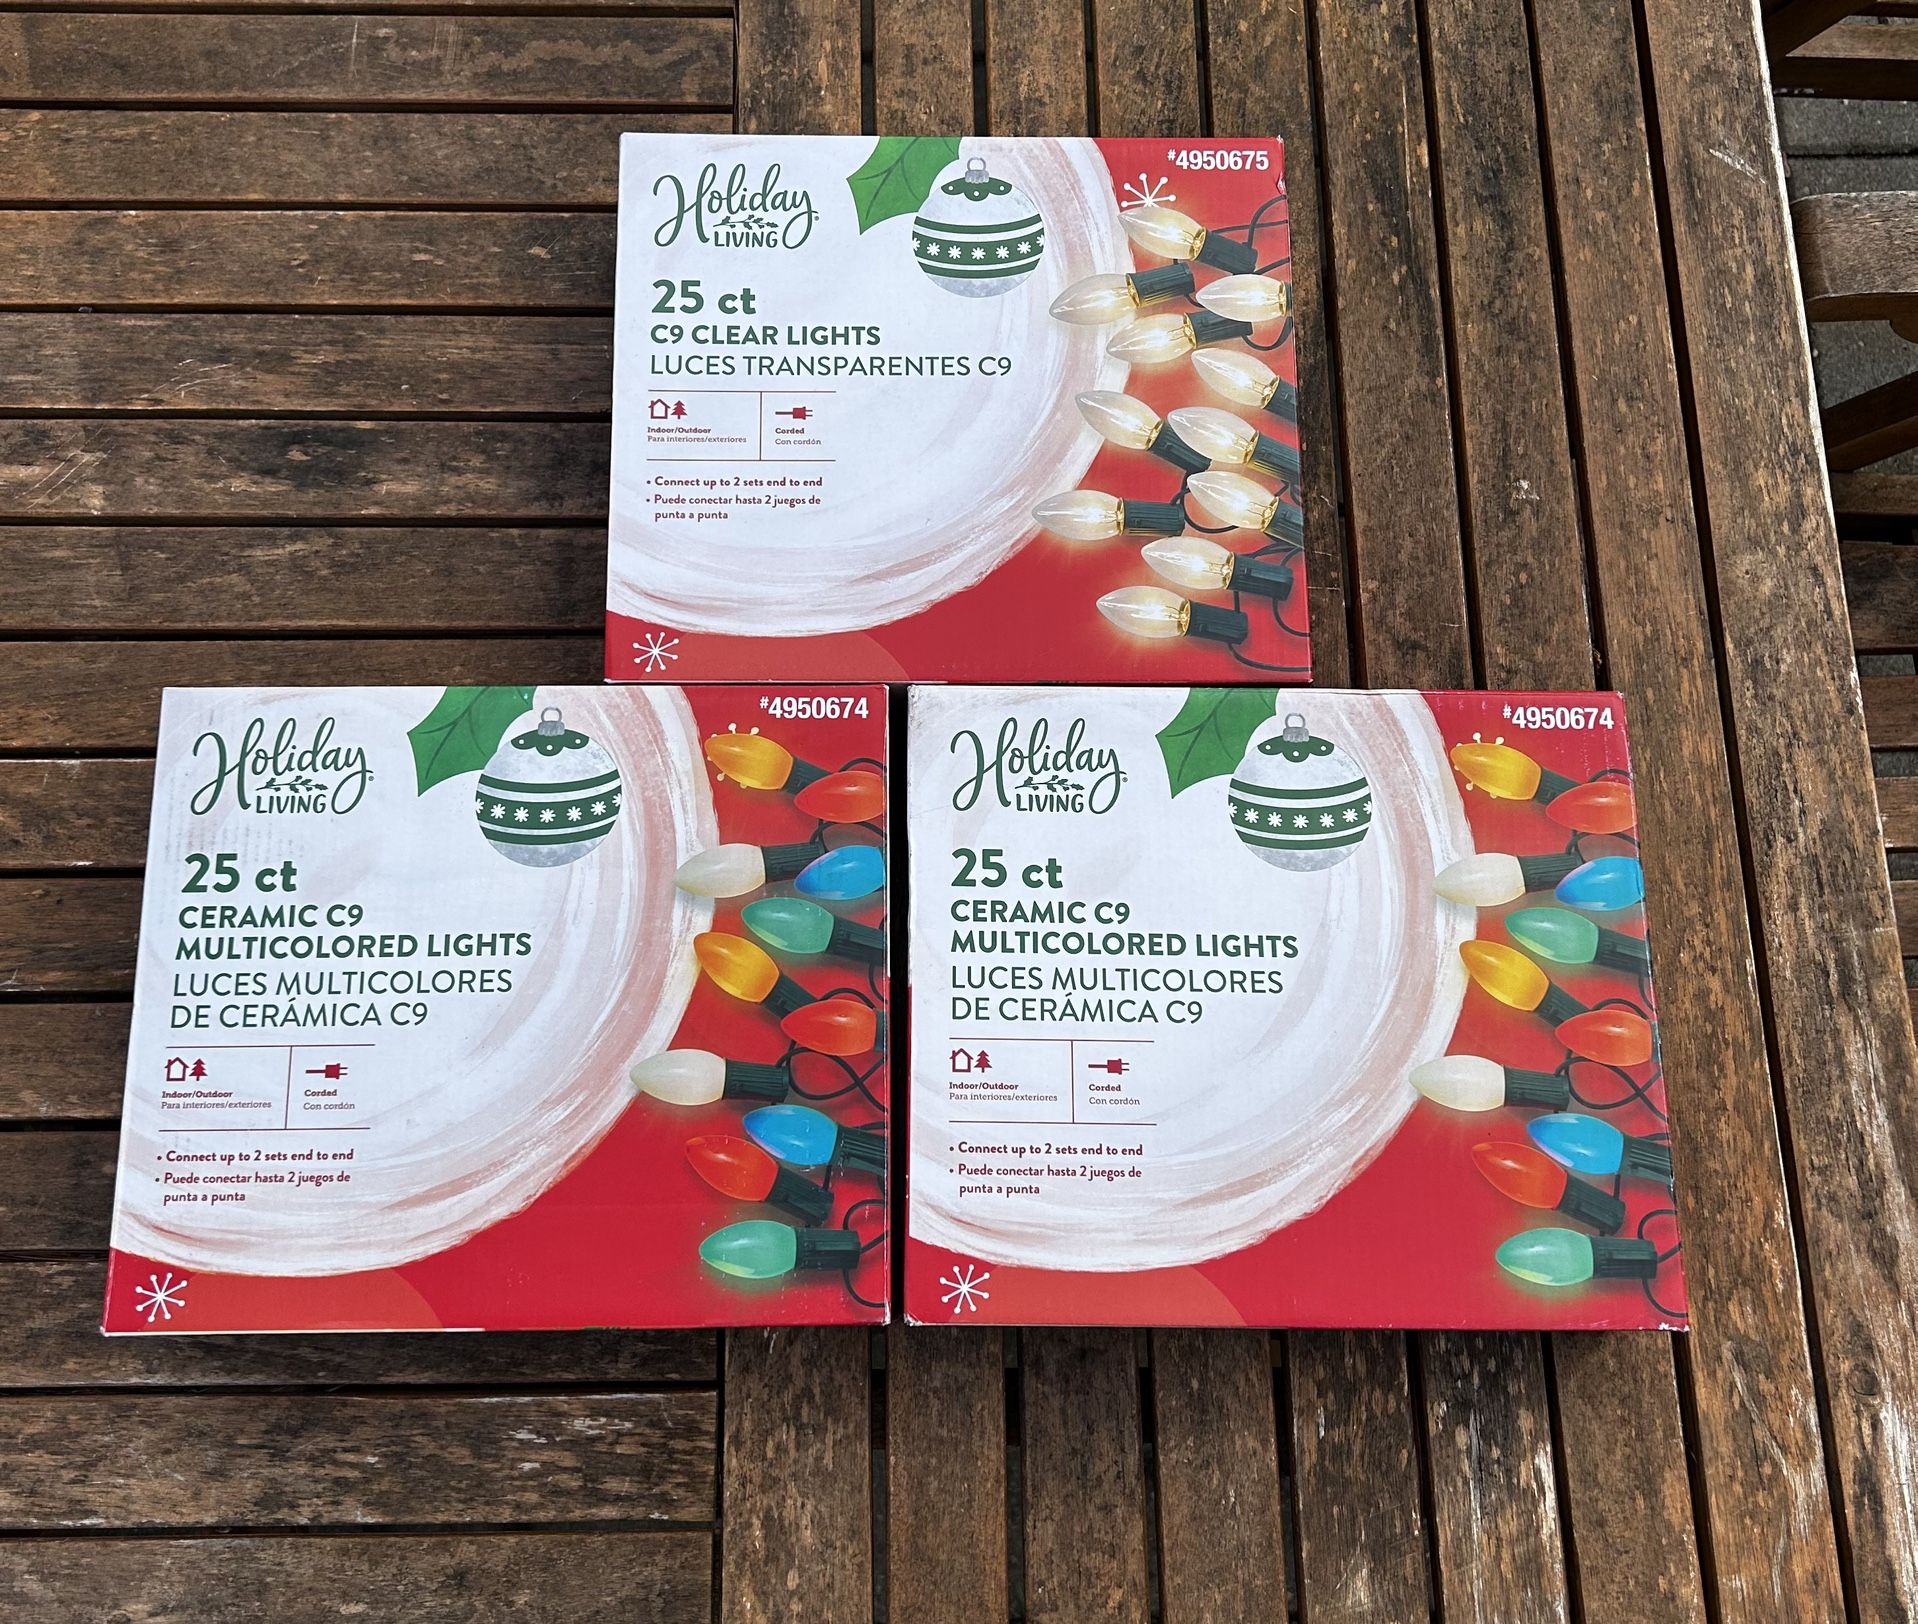 #4950675
Holiday
LIVING
25 ct
C9 CLEAR LIGHTS
LUCES TRANSPARENTES C9
Indoor/Outdoor
Para interiores/exteriores
Corded
Con cordón
• Connect up to 2 sets end to end
• Puede conectar hasta 2 juegos de
punta a punta
#4950674
Holiday
LIVING
25 ct
CERAMIC C9
MULTICOLORED LIGHTS
LUCES MULTICOLORES
DE CERÁMICA C9
Indoor/Outdoor
Para interiores/exteriores
Corded
Con cordón
• Connect up to 2 sets end to end
• Puede conectar hasta 2 juegos de
punta a punta
#4950674
Holiday
LIVING
25 ct
CERAMIC C9
MULTICOLORED LIGHTS
LUCES MULTICOLORES
DE CERÁMICA C9
Indoor/Outdoor
Para interiores/exteriores
Corded
Con cordón
• Connect up to 2 sets end to end
• Puede conectar hasta 2 juegos de
punta a punta